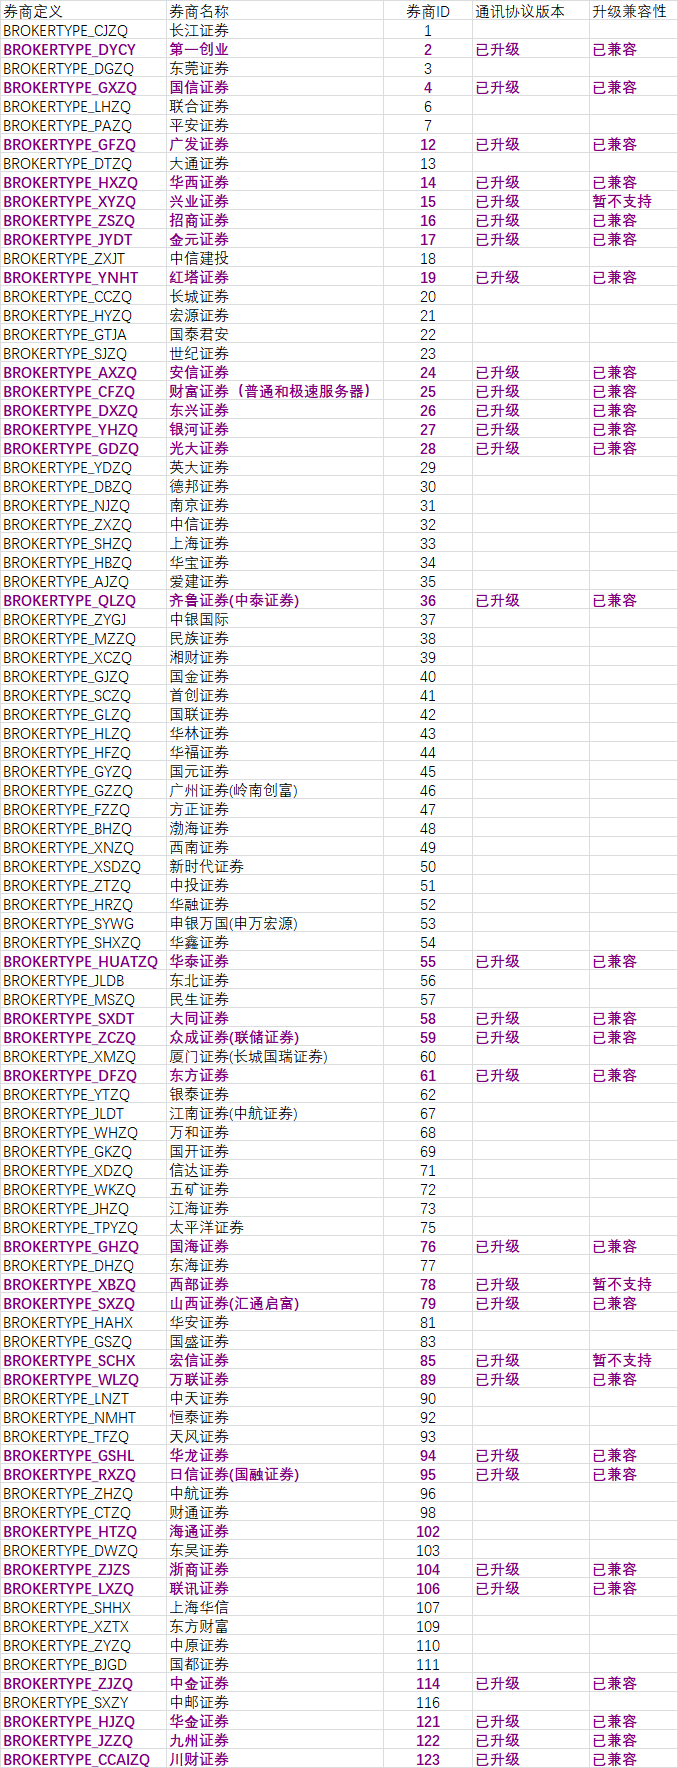 券商定义 券商名称 券商ID 通讯协议版本 升级兼容性
BROKERTYPE_CJZQ 长江证券 1
BROKERTYPE_DYCY 第一创业 2 已升级 已兼容
BROKERTYPE_DGZQ 东莞证券 3
BROKERTYPE_GXZQ 国信证券 4 已升级 已兼容
BROKERTYPE_LHZQ 联合证券 6
BROKERTYPE_PAZQ 平安证券 7
BROKERTYPE_GFZQ 广发证券 12 已升级 已兼容
BROKERTYPE_DTZQ 大通证券 13
BROKERTYPE_HXZQ 华西证券 14 已升级 已兼容
BROKERTYPE_XYZQ 兴业证券 15 已升级 暂不支持
BROKERTYPE_ZSZQ 招商证券 16 已升级 已兼容
BROKERTYPE_JYDT 金元证券 17 已升级 已兼容
BROKERTYPE_ZXJT 中信建投 18
BROKERTYPE_YNHT 红塔证券 19 已升级 已兼容
BROKERTYPE_CCZQ 长城证券 20
BROKERTYPE_HYZQ 宏源证券 21
BROKERTYPE_GTJA 国泰君安 22
BROKERTYPE_SJZQ 世纪证券 23
BROKERTYPE_AXZQ 安信证券 24 已升级 已兼容
BROKERTYPE_CFZQ 财富证券（普通和极速服务器） 25 已升级 已兼容
BROKERTYPE_DXZQ 东兴证券 26 已升级 已兼容
BROKERTYPE_YHZQ 银河证券 27 已升级 已兼容
BROKERTYPE_GDZQ 光大证券 28 已升级 已兼容
BROKERTYPE_YDZQ 英大证券 29
BROKERTYPE_DBZQ 德邦证券 30
BROKERTYPE_NJZQ 南京证券 31
BROKERTYPE_ZXZQ 中信证券 32
BROKERTYPE_SHZQ 上海证券 33
BROKERTYPE_HBZQ 华宝证券 34
BROKERTYPE_AJZQ 爱建证券 35
BROKERTYPE_QLZQ 齐鲁证券(中泰证券) 36 已升级 已兼容
BROKERTYPE_ZYGJ 中银国际 37
BROKERTYPE_MZZQ 民族证券 38
BROKERTYPE_XCZQ 湘财证券 39
BROKERTYPE_GJZQ 国金证券 40
BROKERTYPE_SCZQ 首创证券 41
BROKERTYPE_GLZQ 国联证券 42
BROKERTYPE_HLZQ 华林证券 43
BROKERTYPE_HFZQ 华福证券 44
BROKERTYPE_GYZQ 国元证券 45
BROKERTYPE_GZZQ 广州证券(岭南创富) 46
BROKERTYPE_FZZQ 方正证券 47
BROKERTYPE_BHZQ 渤海证券 48
BROKERTYPE_XNZQ 西南证券 49
BROKERTYPE_XSDZQ 新时代证券 50
BROKERTYPE_ZTZQ 中投证券 51
BROKERTYPE_HRZQ 华融证券 52
BROKERTYPE_SYWG 申银万国(申万宏源) 53
BROKERTYPE_SHXZQ 华鑫证券 54
BROKERTYPE_HUATZQ 华泰证券 55 已升级 已兼容
BROKERTYPE_JLDB 东北证券 56
BROKERTYPE_MSZQ 民生证券 57
BROKERTYPE_SXDT 大同证券 58 已升级 已兼容
BROKERTYPE_ZCZQ 众成证券(联储证券) 59 已升级 已兼容
BROKERTYPE_XMZQ 厦门证券(长城国瑞证券) 60
BROKERTYPE_DFZQ 东方证券 61 已升级 已兼容
BROKERTYPE_YTZQ 银泰证券 62
BROKERTYPE_JLDT 江南证券(中航证券) 67
BROKERTYPE_WHZQ 万和证券 68
BROKERTYPE_GKZQ 国开证券 69
BROKERTYPE_XDZQ 信达证券 71
BROKERTYPE_WKZQ 五矿证券 72
BROKERTYPE_JHZQ 江海证券 73
BROKERTYPE_TPYZQ 太平洋证券 75
BROKERTYPE_GHZQ 国海证券 76 已升级 已兼容
BROKERTYPE_DHZQ 东海证券 77
BROKERTYPE_XBZQ 西部证券 78 已升级 暂不支持
BROKERTYPE_SXZQ 山西证券(汇通启富) 79 已升级 已兼容
BROKERTYPE_HAHX 华安证券 81
BROKERTYPE_GSZQ 国盛证券 83
BROKERTYPE_SCHX 宏信证券 85 已升级 暂不支持
BROKERTYPE_WLZQ 万联证券 89 已升级 已兼容
BROKERTYPE_LNZT 中天证券 90
BROKERTYPE_NMHT 恒泰证券 92
BROKERTYPE_TFZQ 天风证券 93
BROKERTYPE_GSHL 华龙证券 94 已升级 已兼容
BROKERTYPE_RXZQ 日信证券(国融证券) 95 已升级 已兼容
BROKERTYPE_ZHZQ 中航证券 96
BROKERTYPE_CTZQ 财通证券 98
BROKERTYPE_HTZQ 海通证券 102
BROKERTYPE_DWZQ 东吴证券 103
BROKERTYPE_ZJZS 浙商证券 104 已升级 已兼容
BROKERTYPE_LXZQ 联讯证券 106 已升级 已兼容
BROKERTYPE_SHHX 上海华信 107
BROKERTYPE_XZTX 东方财富 109
BROKERTYPE_ZYZQ 中原证券 110
BROKERTYPE_BJGD 国都证券 111
BROKERTYPE_ZJZQ 中金证券 114 已升级 已兼容
BROKERTYPE_SXZY 中邮证券 116
BROKERTYPE_HJZQ 华金证券 121 已升级 已兼容
BROKERTYPE_JZZQ 九州证券 122 已升级 已兼容
BROKERTYPE_CCAIZQ 川财证券 123 已升级 已兼容